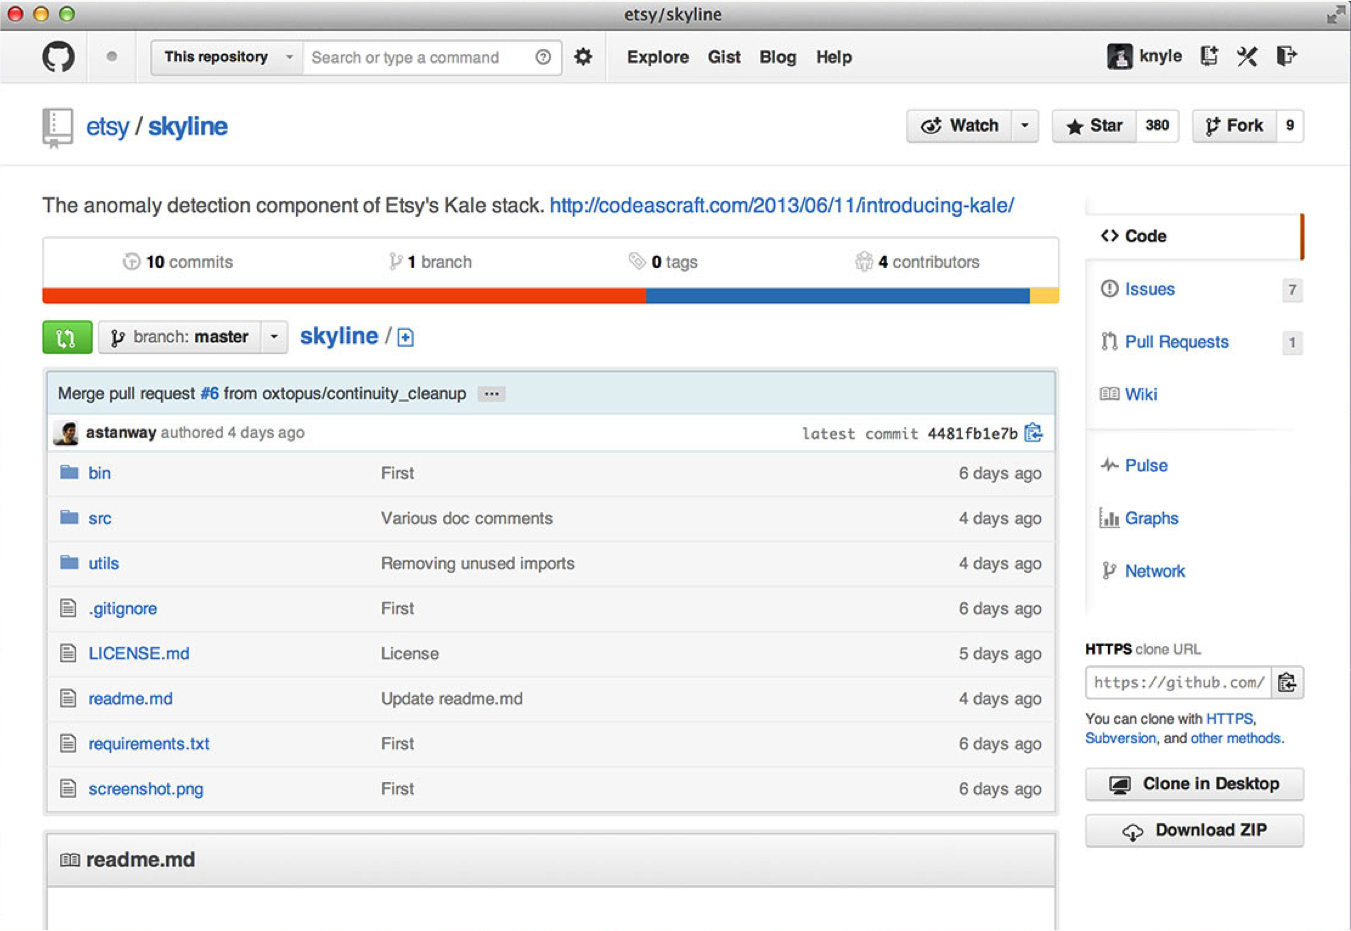 etsy/skyline
This repository Search or type a command Explore Gist Blog Help knyle
etsy / skyline Watch Star 380 Fork 9
The anomaly detection component of Etsy's Kale stack. http://codeascraft.com/2013/06/11/introducing-kale/
10 commits 1 branch 0 tags 4 contributors
branch: master skyline /
Merge pull request #6 from oxtopus/continuity_cleanup ...
astanway authored 4 days ago latest commit 4481fb1e7b
bin First 6 days ago
src Various doc comments 4 days ago
utils Removing unused imports 4 days ago
.gitignore First 6 days ago
LICENSE.md License 5 days ago
readme.md Update readme.md 4 days ago
requirements.txt First 6 days ago
screenshot.png First 6 days ago
readme.md
Code
Issues 7
Pull Requests 1
Wiki
Pulse
Graphs
Network
HTTPS clone URL
https://github.com/
You can clone with HTTPS,
Subversion, and other methods.
Clone in Desktop
Download ZIP